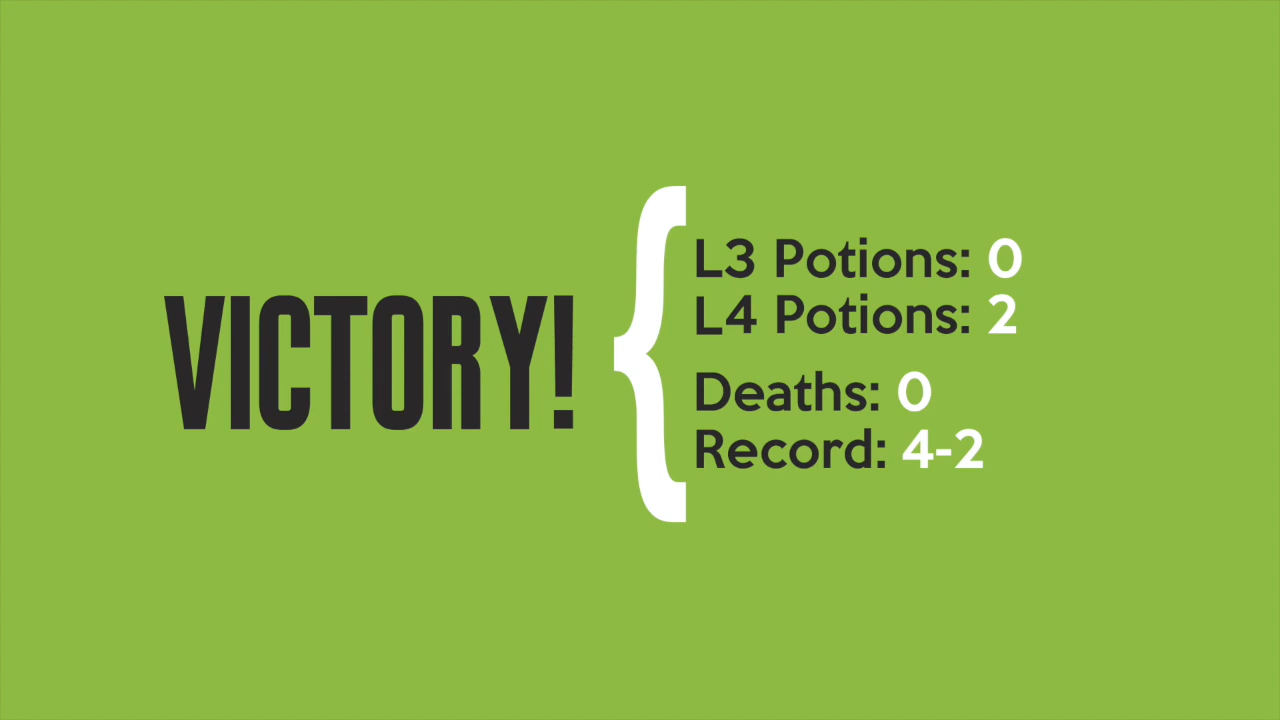 VICTORY!
L3 Potions: 0
L4 Potions: 2
Deaths: 0
Record: 4-2